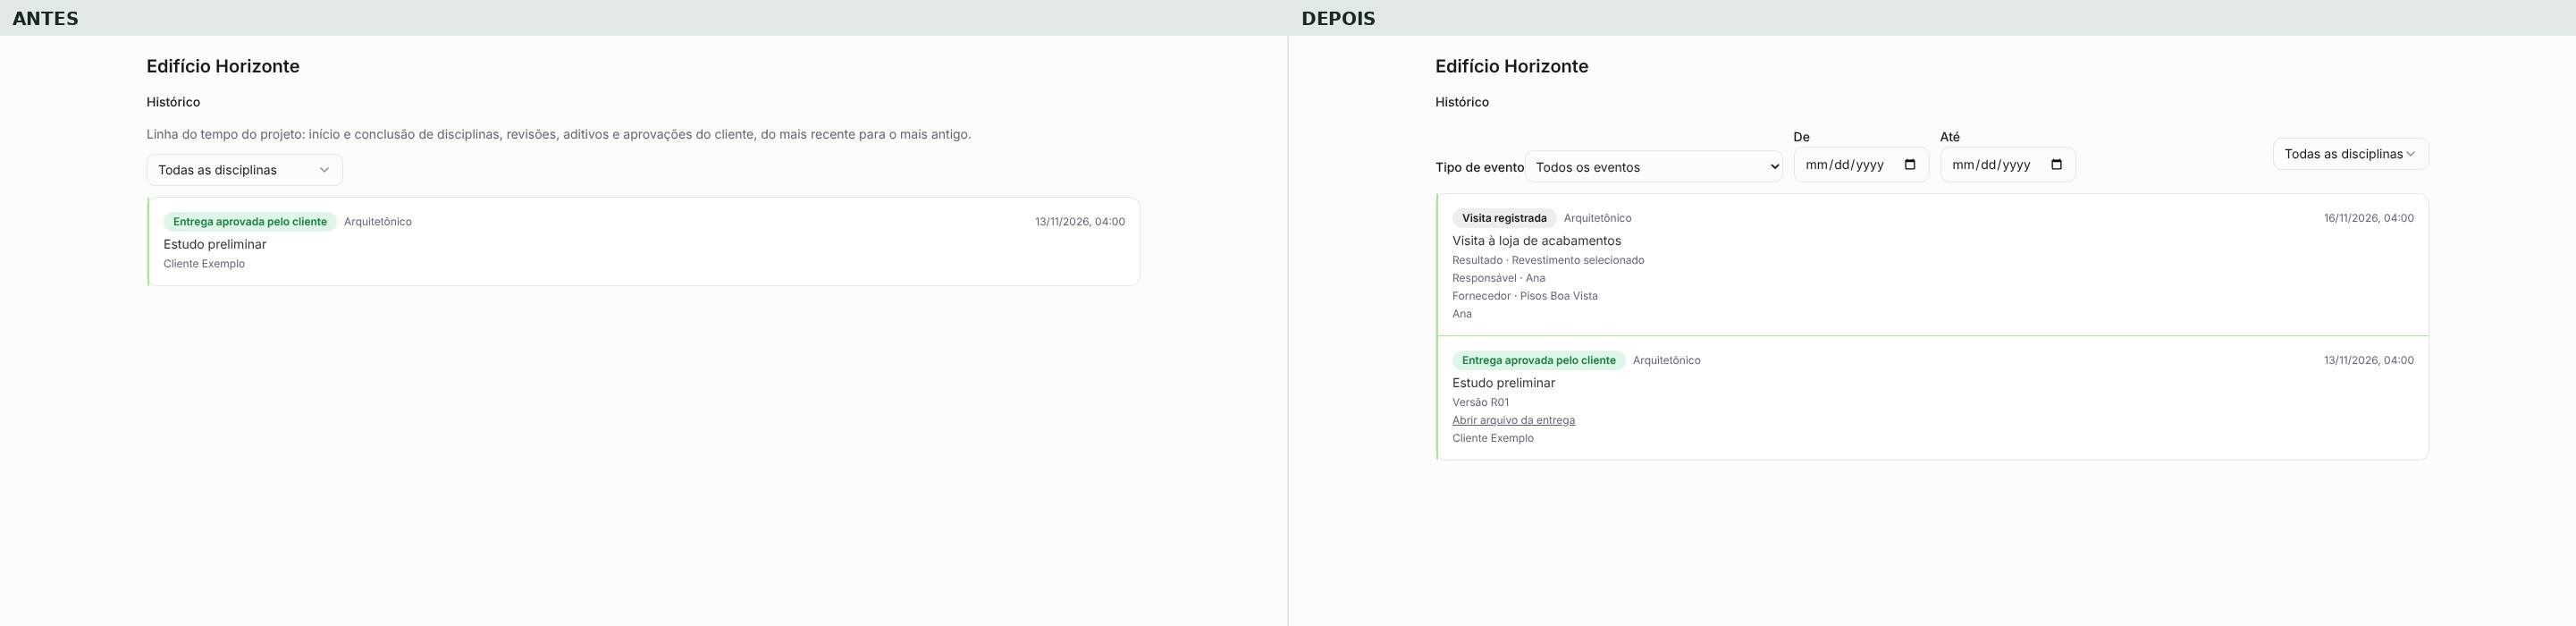 ANTES
Edifício Horizonte
Histórico
Linha do tempo do projeto: início e conclusão de disciplinas, revisões, aditivos e aprovações do cliente, do mais recente para o mais antigo.
Todas as disciplinas
Entrega aprovada pelo cliente Arquitetônico 13/11/2026, 04:00
Estudo preliminar
Cliente Exemplo
DEPOIS
Edifício Horizonte
Histórico
De Até
Tipo de evento Todos os eventos mm/dd/yyyy mm/dd/yyyy Todas as disciplinas
Visita registrada Arquitetônico 16/11/2026, 04:00
Visita à loja de acabamentos
Resultado · Revestimento selecionado
Responsável · Ana
Fornecedor · Pisos Boa Vista
Ana
Entrega aprovada pelo cliente Arquitetônico 13/11/2026, 04:00
Estudo preliminar
Versão R01
Abrir arquivo da entrega
Cliente Exemplo